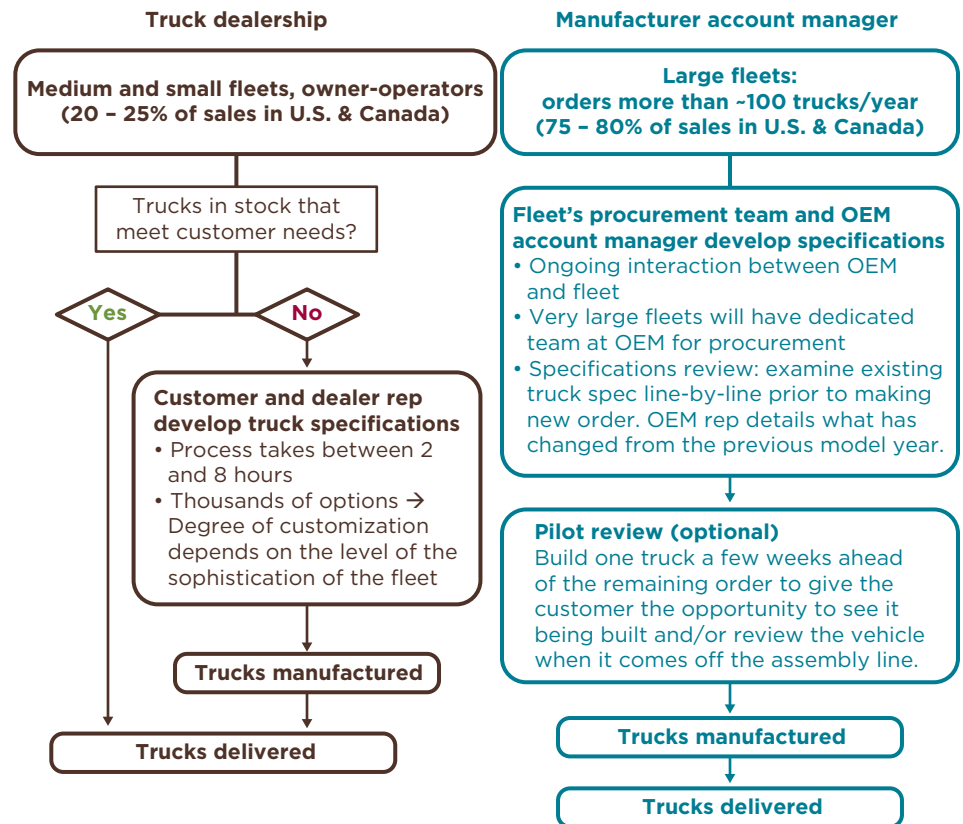 Truck dealership
Medium and small fleets, owner-operators
(20 – 25% of sales in U.S. & Canada)
Trucks in stock that
meet customer needs?
Yes
No
Customer and dealer rep
develop truck specifications
• Process takes between 2
and 8 hours
• Thousands of options →
Degree of customization
depends on the level of the
sophistication of the fleet
Trucks manufactured
Trucks delivered
Manufacturer account manager
Large fleets:
orders more than ~100 trucks/year
(75 – 80% of sales in U.S. & Canada)
Fleet's procurement team and OEM
account manager develop specifications
• Ongoing interaction between OEM
and fleet
• Very large fleets will have dedicated
team at OEM for procurement
• Specifications review: examine existing
truck spec line-by-line prior to making
new order. OEM rep details what has
changed from the previous model year.
Pilot review (optional)
Build one truck a few weeks ahead
of the remaining order to give the
customer the opportunity to see it
being built and/or review the vehicle
when it comes off the assembly line.
Trucks manufactured
Trucks delivered